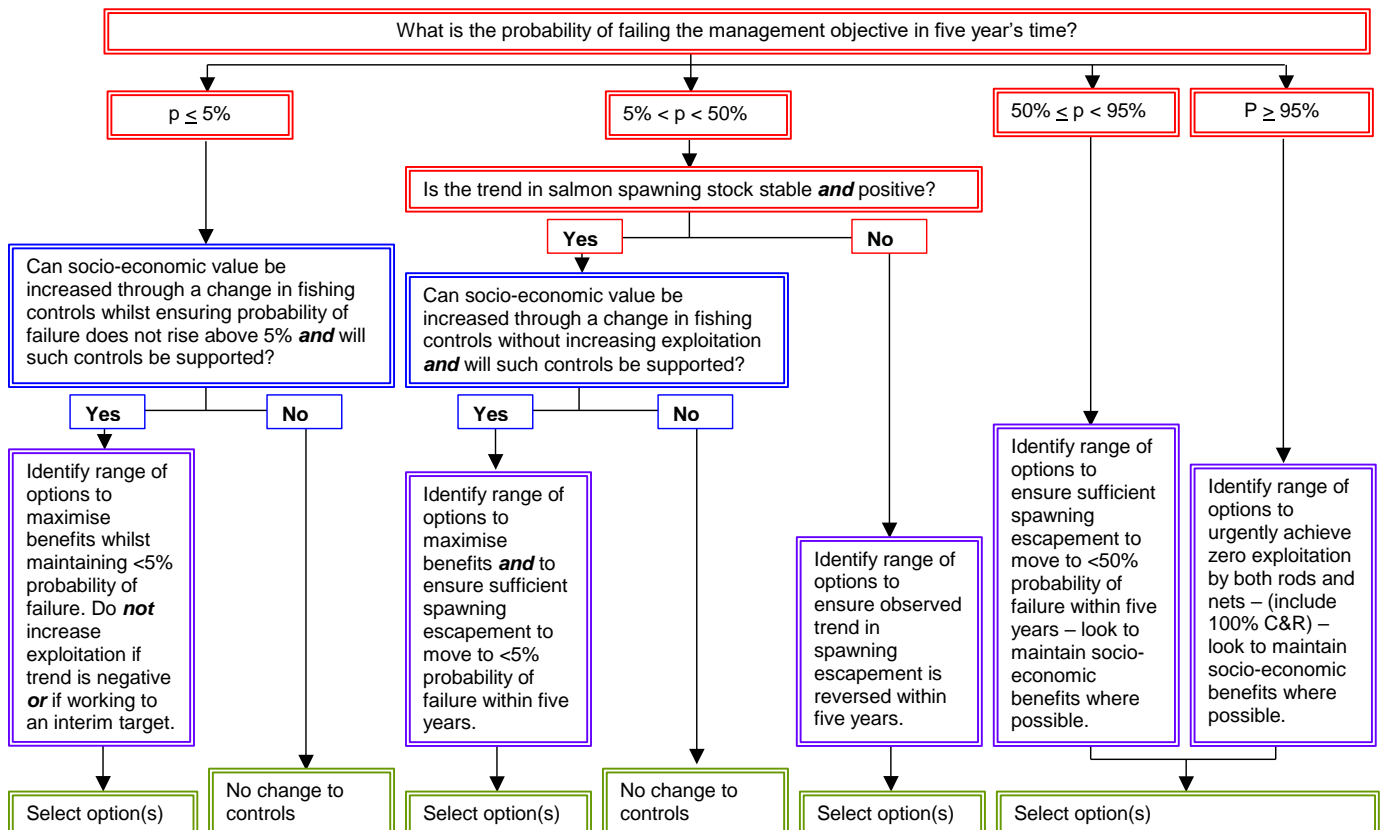 What is the probability of failing the management objective in five year's time?
p ≤ 5%
5% < p < 50%
50% ≤ p < 95%
P ≥ 95%
Is the trend in salmon spawning stock stable and positive?
Yes
No
Can socio-economic value be
increased through a change in fishing
controls whilst ensuring probability of
failure does not rise above 5% and will
such controls be supported?
Can socio-economic value be
increased through a change in fishing
controls without increasing exploitation
and will such controls be supported?
Yes
No
Yes
No
Identify range of
options to
maximise
benefits whilst
maintaining <5%
probability of
failure. Do not
increase
exploitation if
trend is negative
or if working to
an interim target.
Identify range of
options to
maximise
benefits and to
ensure sufficient
spawning
escapement to
move to <5%
probability of
failure within five
years.
Identify range of
options to
ensure observed
trend in
spawning
escapement is
reversed within
five years.
Identify range of
options to
ensure sufficient
spawning
escapement to
move to <50%
probability of
failure within five
years – look to
maintain socio-
economic
benefits where
possible.
Identify range of
options to
urgently achieve
zero exploitation
by both rods and
nets – (include
100% C&R) –
look to maintain
socio-economic
benefits where
possible.
Select option(s)
No change to
controls
Select option(s)
No change to
controls
Select option(s)
Select option(s)